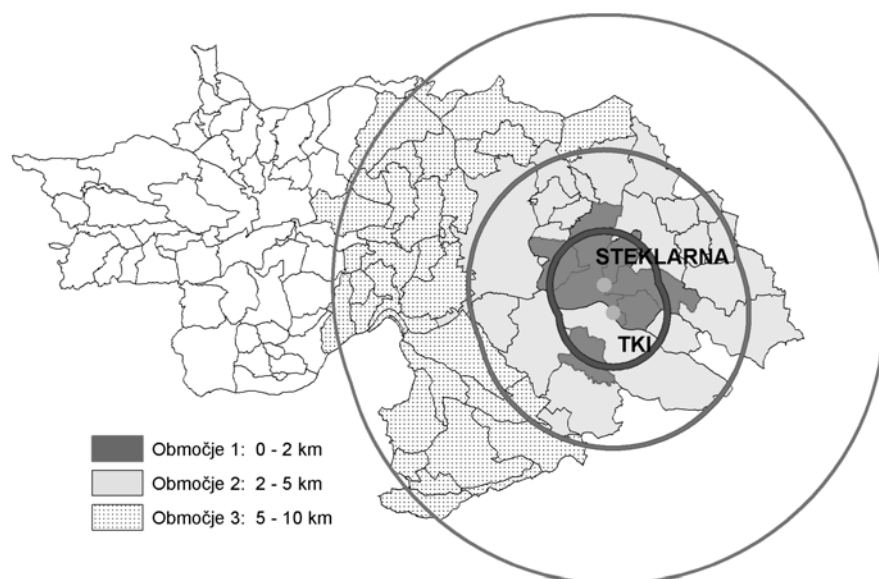 STEKLARNA
TKI
Območje 1: 0 - 2 km
Območje 2: 2 - 5 km
Območje 3: 5 - 10 km